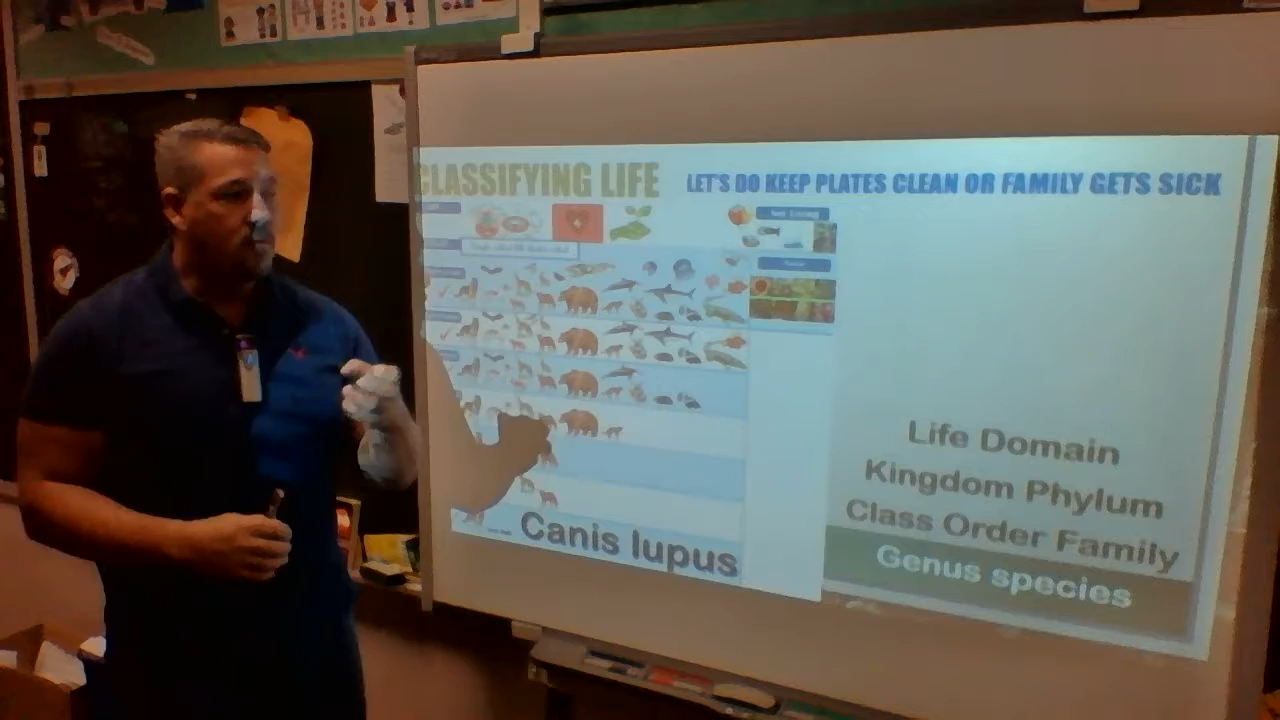 CLASSIFYING LIFE
LET'S DO KEEP PLATES CLEAN OR FAMILY GETS SICK
Canis lupus
Life Domain
Kingdom Phylum
Class Order Family
Genus species